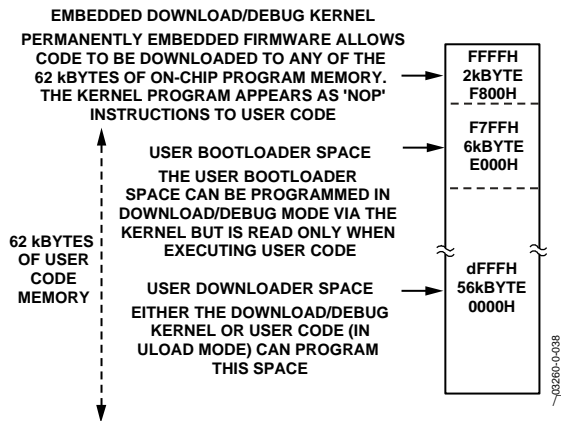 EMBEDDED DOWNLOAD/DEBUG KERNEL
PERMANENTLY EMBEDDED FIRMWARE ALLOWS
CODE TO BE DOWNLOADED TO ANY OF THE
62 kBYTES OF ON-CHIP PROGRAM MEMORY.
THE KERNEL PROGRAM APPEARS AS 'NOP'
INSTRUCTIONS TO USER CODE
FFFFH
2kBYTE
F800H
USER BOOTLOADER SPACE
THE USER BOOTLOADER
SPACE CAN BE PROGRAMMED IN
DOWNLOAD/DEBUG MODE VIA THE
KERNEL BUT IS READ ONLY WHEN
EXECUTING USER CODE
F7FFH
6kBYTE
E000H
62 kBYTES
OF USER
CODE
MEMORY
USER DOWNLOADER SPACE
EITHER THE DOWNLOAD/DEBUG
KERNEL OR USER CODE (IN
ULOAD MODE) CAN PROGRAM
THIS SPACE
dFFFH
56kBYTE
0000H
03260-0-038